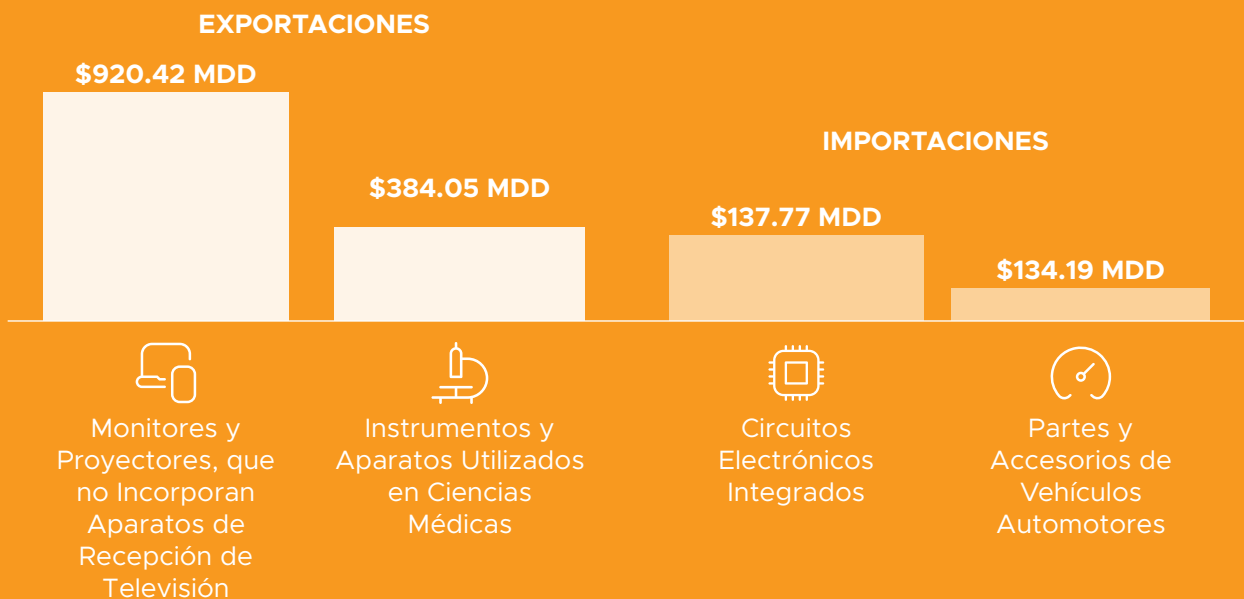 EXPORTACIONES
$920.42 MDD
$384.05 MDD
IMPORTACIONES
$137.77 MDD
$134.19 MDD
Monitores y
Proyectores, que
no Incorporan
Aparatos de
Recepción de
Televisión
Instrumentos y
Aparatos Utilizados
en Ciencias
Médicas
Circuitos
Electrónicos
Integrados
Partes y
Accesorios de
Vehículos
Automotores